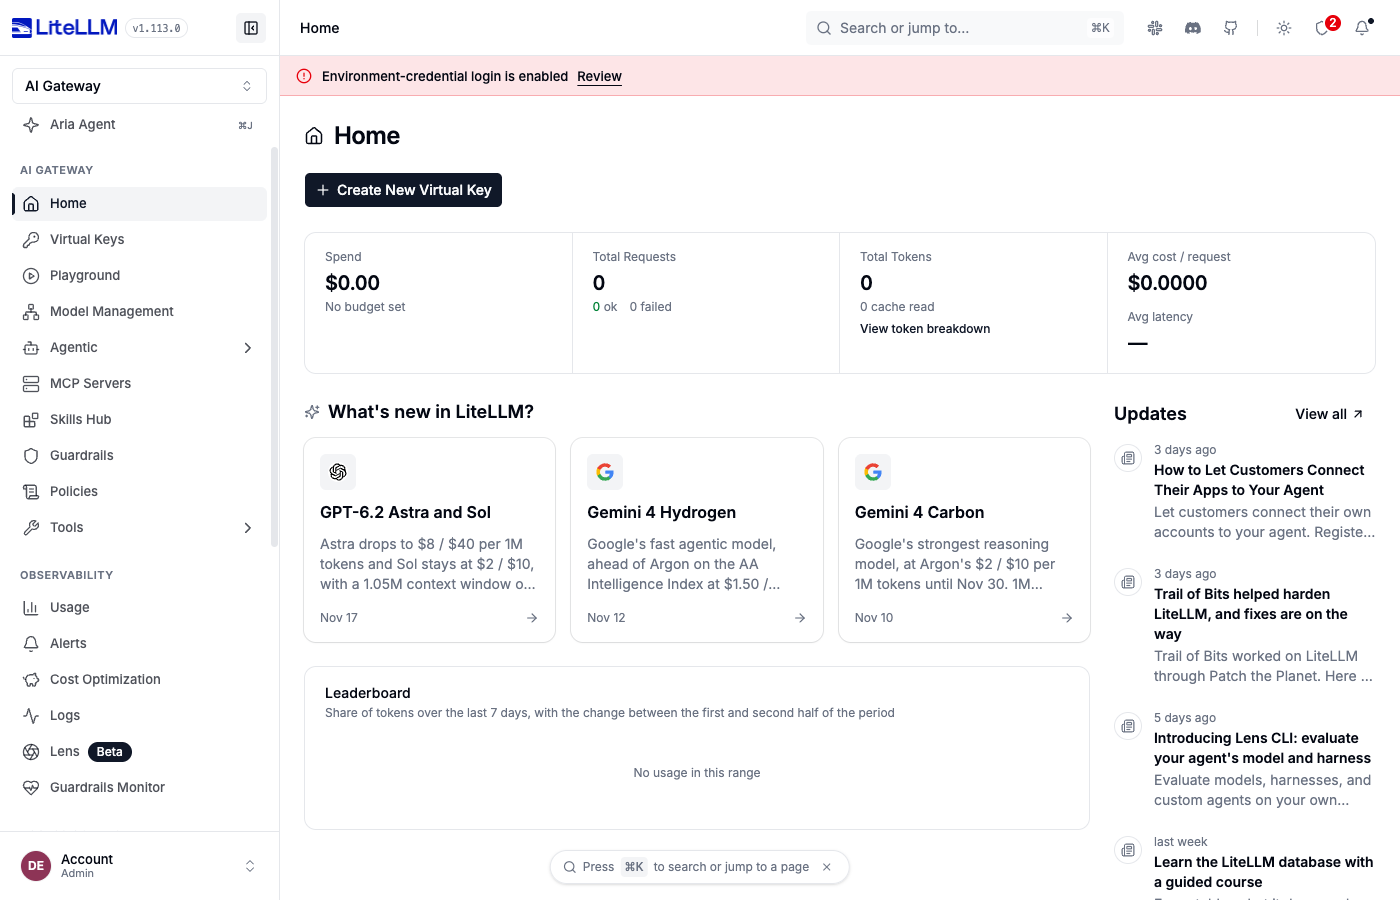 LiteLLM
v1.113.0
AI Gateway
Aria Agent ⌘J
AI GATEWAY
Home
Virtual Keys
Playground
Model Management
Agentic
MCP Servers
Skills Hub
Guardrails
Policies
Tools
OBSERVABILITY
Usage
Alerts
Cost Optimization
Logs
Lens Beta
Guardrails Monitor
DE
Account
Admin
Home
Search or jump to... ⌘K
2
Environment-credential login is enabled Review
Home
Create New Virtual Key
Spend
$0.00
No budget set
Total Requests
0
0 ok 0 failed
Total Tokens
0
0 cache read
View token breakdown
Avg cost / request
$0.0000
Avg latency
—
What's new in LiteLLM?
GPT-6.2 Astra and Sol
Astra drops to $8 / $40 per 1M
tokens and Sol stays at $2 / $10,
with a 1.05M context window o...
Nov 17
Gemini 4 Hydrogen
Google's fast agentic model,
ahead of Argon on the AA
Intelligence Index at $1.50 /...
Nov 12
Gemini 4 Carbon
Google's strongest reasoning
model, at Argon's $2 / $10 per
1M tokens until Nov 30. 1M...
Nov 10
Leaderboard
Share of tokens over the last 7 days, with the change between the first and second half of the period
No usage in this range
Updates
View all
3 days ago
How to Let Customers Connect
Their Apps to Your Agent
Let customers connect their own
accounts to your agent. Registe...
3 days ago
Trail of Bits helped harden
LiteLLM, and fixes are on the
way
Trail of Bits worked on LiteLLM
through Patch the Planet. Here ...
5 days ago
Introducing Lens CLI: evaluate
your agent's model and harness
Evaluate models, harnesses, and
custom agents on your own...
last week
Learn the LiteLLM database with
a guided course
Press ⌘K to search or jump to a page